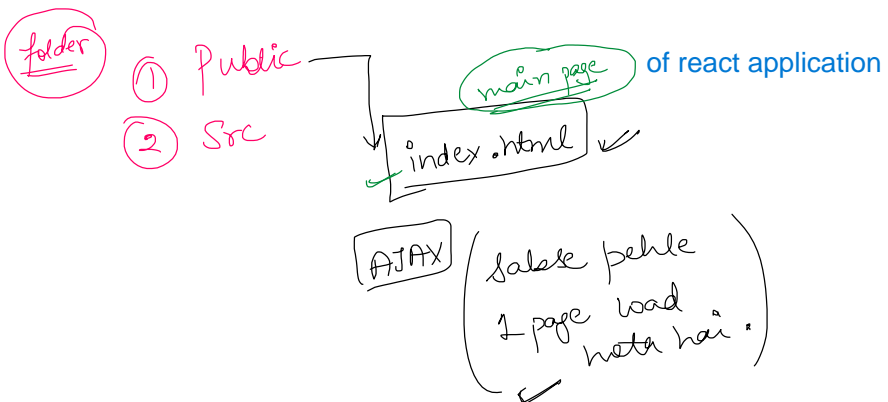 folder
① Public
② Src
main page of react application
index.html
AJAX
Sabse pehle
1 page load
hota hai.